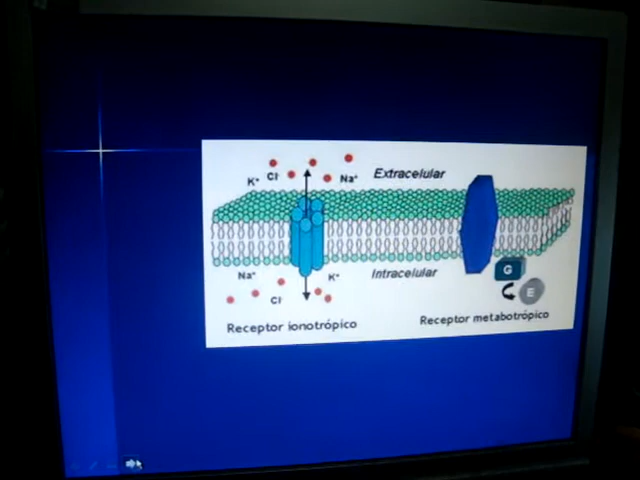 Extracelular
K⁺ Cl⁻ Na⁺
Na⁺ K⁺ Intracelular
Cl⁻
G
E
Receptor ionotrópico
Receptor metabotrópico